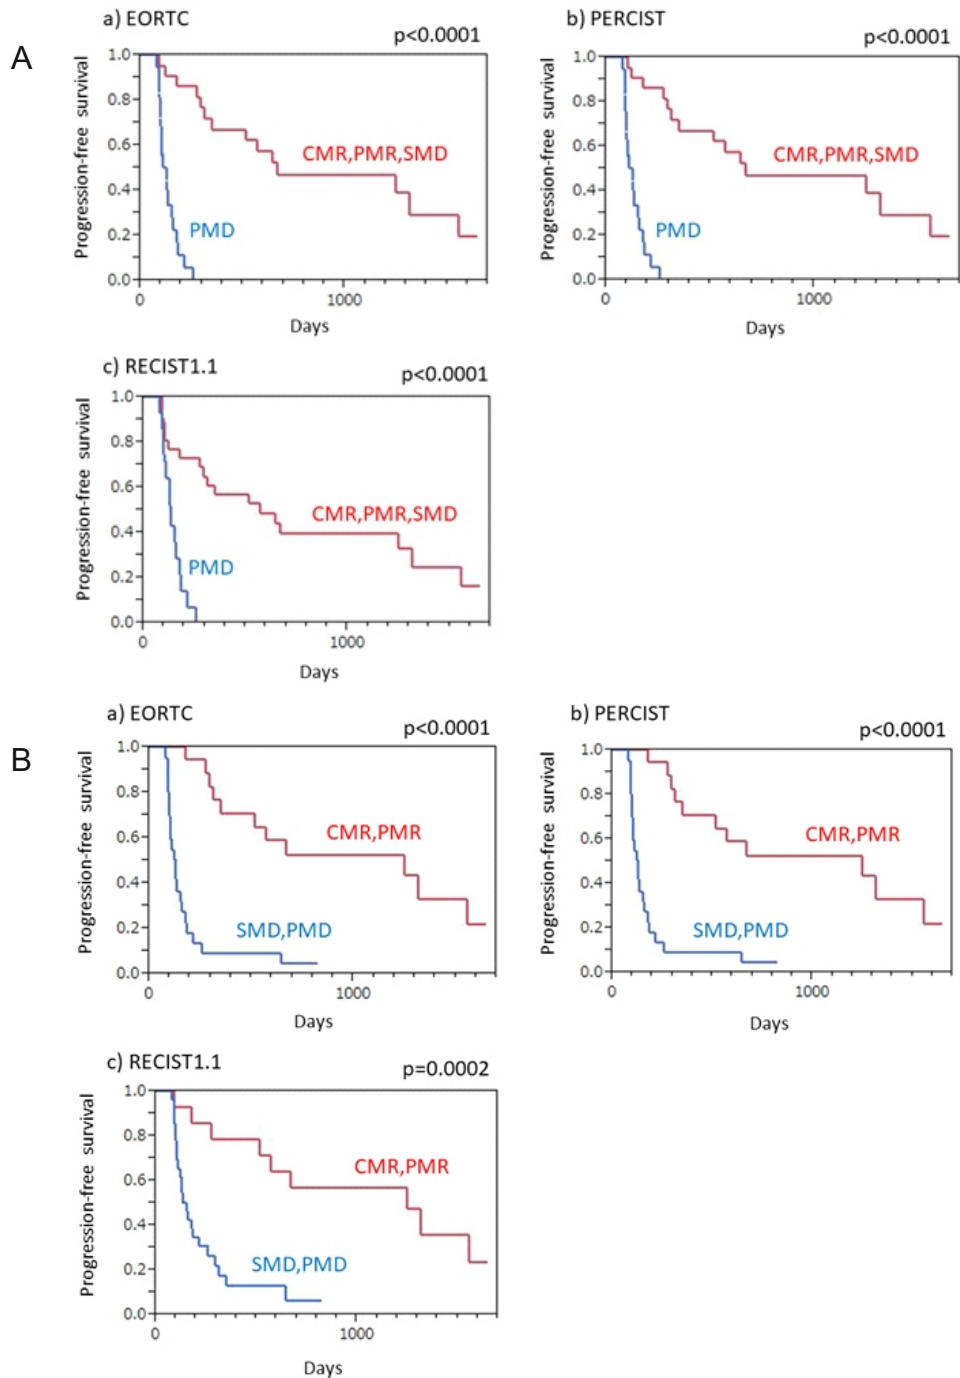 A
a) EORTC
p<0.0001
Progression-free survival
1.0
0.8
0.6
0.4
0.2
0.0
CMR,PMR,SMD
PMD
0
1000
Days
b) PERCIST
p<0.0001
Progression-free survival
1.0
0.8
0.6
0.4
0.2
0.0
CMR,PMR,SMD
PMD
0
1000
Days
c) RECIST1.1
p<0.0001
Progression-free survival
1.0
0.8
0.6
0.4
0.2
0.0
CMR,PMR,SMD
PMD
0
1000
Days
B
a) EORTC
p<0.0001
Progression-free survival
1.0
0.8
0.6
0.4
0.2
0.0
CMR,PMR
SMD,PMD
0
1000
Days
b) PERCIST
p<0.0001
Progression-free survival
1.0
0.8
0.6
0.4
0.2
0.0
CMR,PMR
SMD,PMD
0
1000
Days
c) RECIST1.1
p=0.0002
Progression-free survival
1.0
0.8
0.6
0.4
0.2
0.0
CMR,PMR
SMD,PMD
0
1000
Days